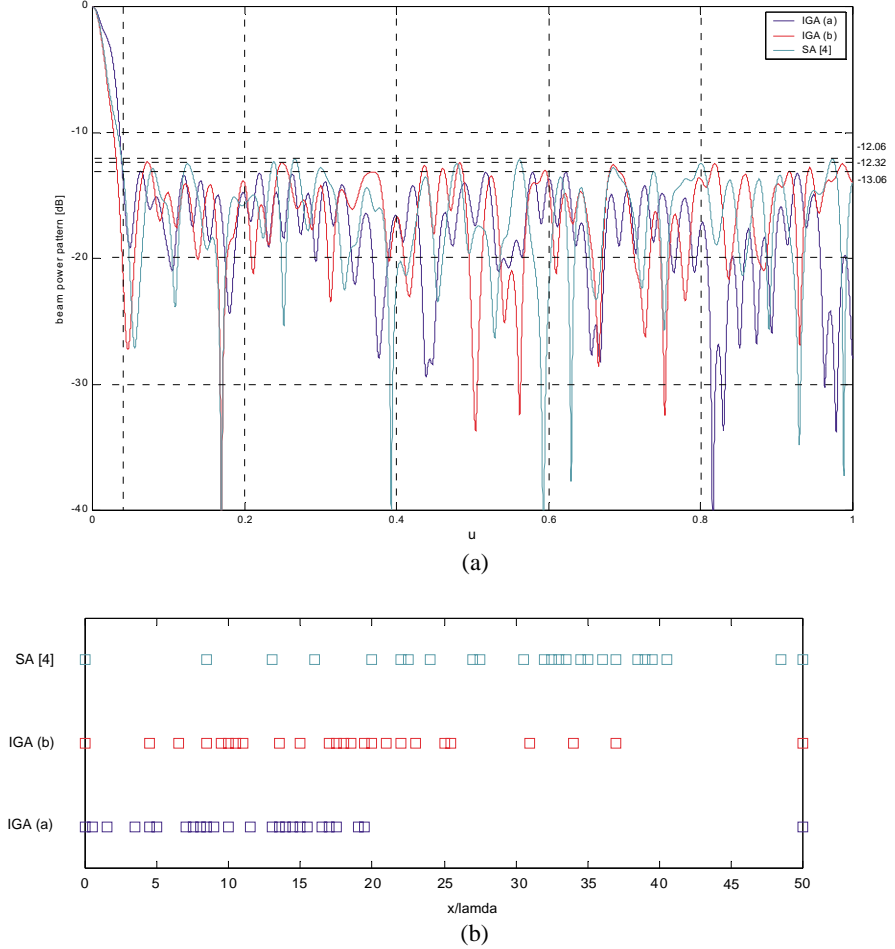 0
IGA (a)
IGA (b)
SA [4]
-10
-12.06
-12.32
-13.06
beam power pattern [dB]
-20
-30
-40
0
0.2
0.4
0.6
0.8
1
u
(a)
SA [4]
IGA (b)
IGA (a)
0
5
10
15
20
25
30
35
40
45
50
x/lamda
(b)